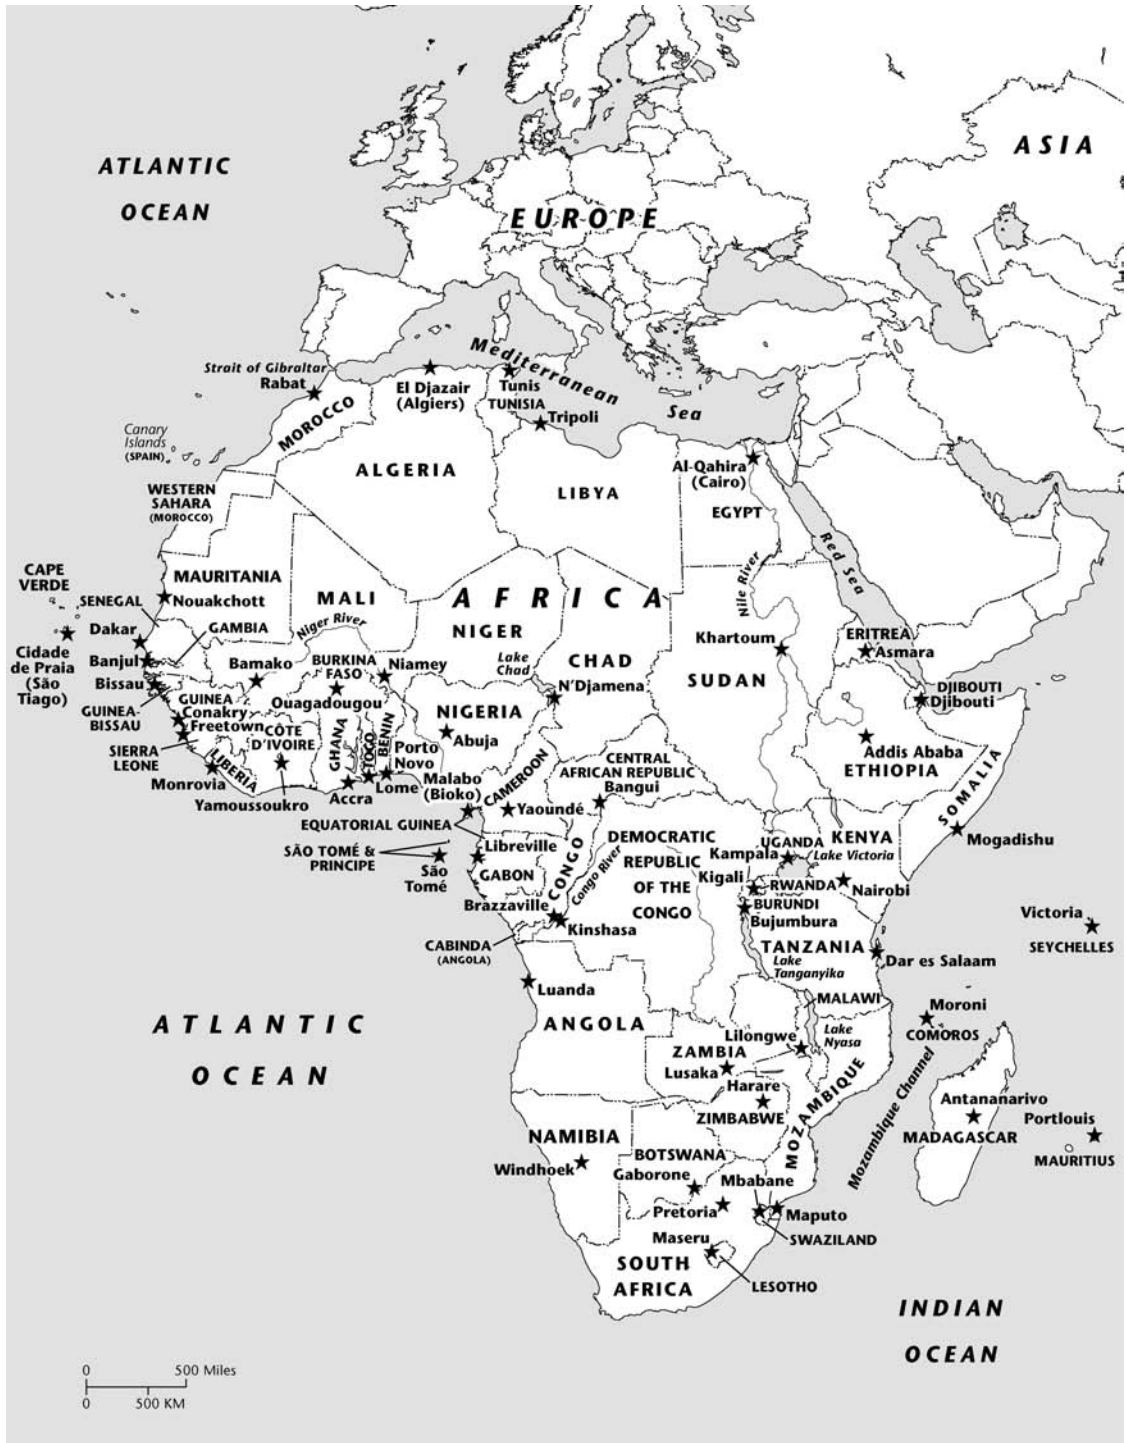 ATLANTIC
OCEAN
ASIA
EUROPE
Strait of Gibraltar
Rabat
El Djazair
(Algiers)
Mediterranean
Sea
Tunis
TUNISIA
Tripoli
MOROCCO
Canary
Islands
(SPAIN)
ALGERIA
LIBYA
Al-Qahira
(Cairo)
EGYPT
WESTERN
SAHARA
(MOROCCO)
Red Sea
Nile River
CAPE
VERDE
MAURITANIA
Nouakchott
MALI
AFRICA
SENEGAL
Dakar
GAMBIA
Niger River
NIGER
Khartoum
ERITREA
Asmara
Cidade
de Praia
(São
Tiago)
Banjul
Bissau
Bamako
BURKINA
FASO
Niamey
Lake
Chad
CHAD
N'Djamena
SUDAN
DJIBOUTI
Djibouti
GUINEA-
BISSAU
GUINEA
Conakry
Freetown
Ouagadougou
NIGERIA
Abuja
SIERRA
LEONE
LIBERIA
CÔTE
D'IVOIRE
GHANA
TOGO
BENIN
Porto
Novo
Addis Ababa
ETHIOPIA
SOMALIA
Monrovia
Yamoussoukro
Accra
Lome
Malabo
(Bioko)
CAMEROON
Yaoundé
CENTRAL
AFRICAN REPUBLIC
Bangui
EQUATORIAL GUINEA
SÃO TOMÉ &
PRINCIPE
São
Tomé
Libreville
GABON
CONGO
Congo River
DEMOCRATIC
REPUBLIC
OF THE
CONGO
UGANDA
Kampala
KENYA
Lake Victoria
Mogadishu
Kigali
RWANDA
Nairobi
BURUNDI
Bujumbura
Brazzaville
Kinshasa
CABINDA
(ANGOLA)
TANZANIA
Lake
Tanganyika
Dar es Salaam
Victoria
SEYCHELLES
Luanda
ANGOLA
MALAWI
Moroni
COMOROS
ATLANTIC
OCEAN
Lilongwe
Lake
Nyasa
ZAMBIA
Lusaka
Harare
ZIMBABWE
MOZAMBIQUE
Mozambique Channel
Antananarivo
MADAGASCAR
Portlouis
MAURITIUS
NAMIBIA
Windhoek
BOTSWANA
Gaborone
Mbabane
Pretoria
Maputo
SWAZILAND
Maseru
SOUTH
AFRICA
LESOTHO
INDIAN
OCEAN
0 500 Miles
0 500 KM